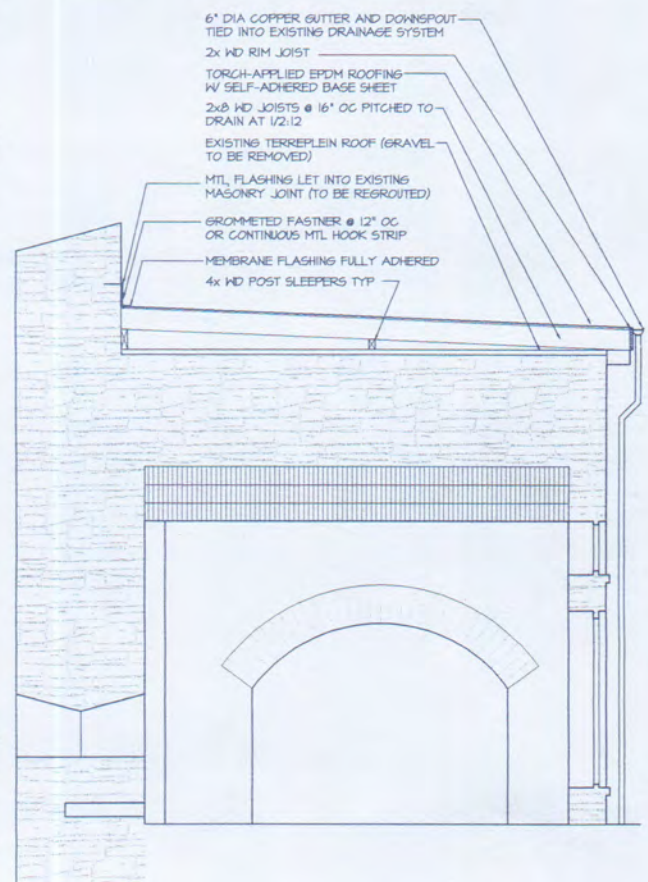 6" DIA COPPER GUTTER AND DOWNSPOUT
TIED INTO EXISTING DRAINAGE SYSTEM
2x WD RIM JOIST
TORCH-APPLIED EPDM ROOFING
W/ SELF-ADHERED BASE SHEET
2x8 WD JOISTS @ 16" OC PITCHED TO
DRAIN AT 1/2:12
EXISTING TERREPLEIN ROOF (GRAVEL
TO BE REMOVED)
MTL FLASHING LET INTO EXISTING
MASONRY JOINT (TO BE REGROUTED)
GROMMETED FASTNER @ 12" OC
OR CONTINUOUS MTL HOOK STRIP
MEMBRANE FLASHING FULLY ADHERED
4x WD POST SLEEPERS TYP